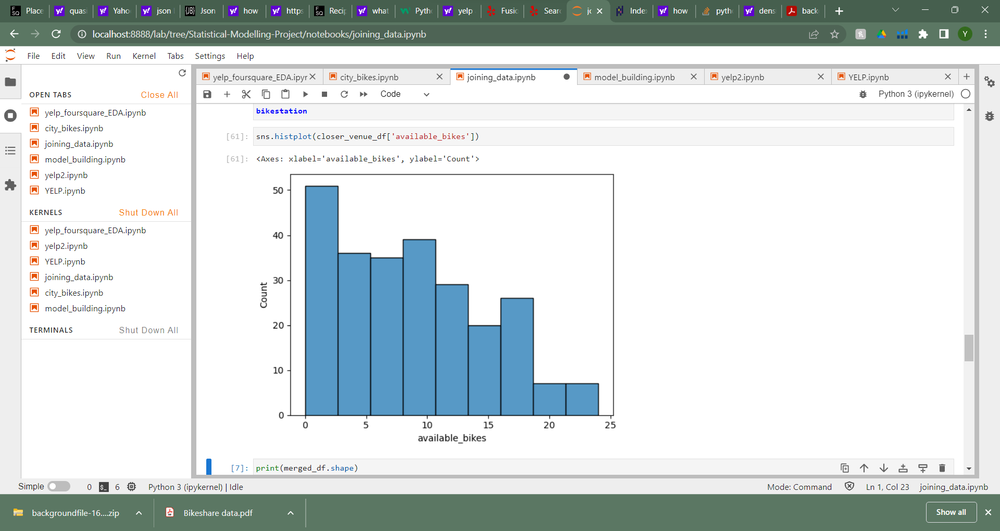 Place quasi Yaho json Json how https Recip what Pyth yelp Fusio Sear jo Index how pyth dens back
localhost:8888/lab/tree/Statistical-Modelling-Project/notebooks/joining_data.ipynb
Y
File Edit View Run Kernel Tabs Settings Help
yelp_foursquare_EDA.ipyr city_bikes.ipynb joining_data.ipynb model_building.ipynb yelp2.ipynb YELP.ipynb
Code
Python 3 (ipykernel)
OPEN TABS Close All
yelp_foursquare_EDA.ipynb
city_bikes.ipynb
joining_data.ipynb
model_building.ipynb
yelp2.ipynb
YELP.ipynb
KERNELS Shut Down All
yelp_foursquare_EDA.ipynb
yelp2.ipynb
YELP.ipynb
joining_data.ipynb
city_bikes.ipynb
model_building.ipynb
TERMINALS Shut Down All
bikestation
[61]: sns.histplot(closer_venue_df['available_bikes'])
[61]: <Axes: xlabel='available_bikes', ylabel='Count'>
50
40
30
20
10
0
Count
0 5 10 15 20 25
available_bikes
[7]: print(merged_df.shape)
Simple 0 $_ 6 Python 3 (ipykernel) | Idle
Mode: Command Ln 1, Col 23 joining_data.ipynb
backgroundfile-16....zip Bikeshare data.pdf Show all